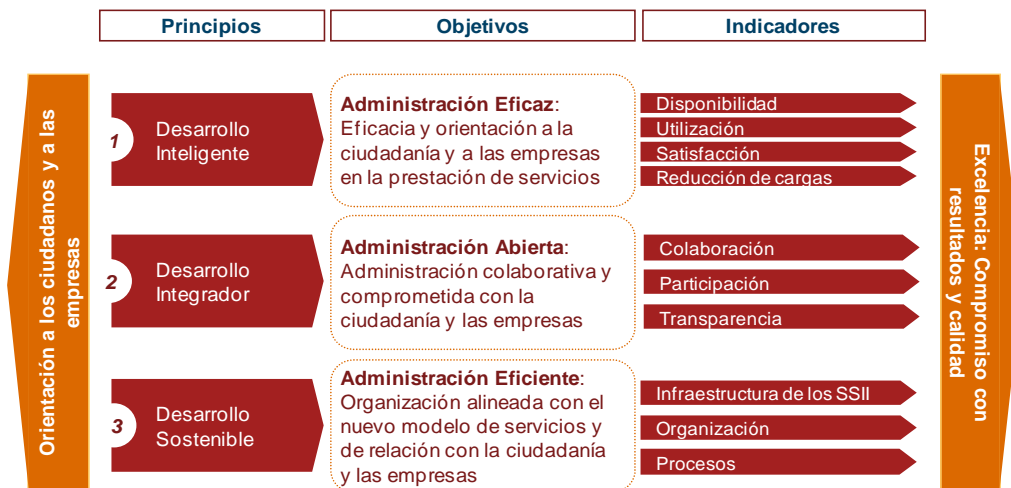 Principios
Objetivos
Indicadores
Orientación a los ciudadanos y a las
empresas
1
Desarrollo
Inteligente
Administración Eficaz:
Eficacia y orientación a la
ciudadanía y a las empresas
en la prestación de servicios
Disponibilidad
Utilización
Satisfacción
Reducción de cargas
2
Desarrollo
Integrador
Administración Abierta:
Administración colaborativa y
comprometida con la
ciudadanía y las empresas
Colaboración
Participación
Transparencia
3
Desarrollo
Sostenible
Administración Eficiente:
Organización alineada con el
nuevo modelo de servicios y
de relación con la ciudadanía
y las empresas
Infraestructura de los SSII
Organización
Procesos
Excelencia: Compromiso con
resultados y calidad